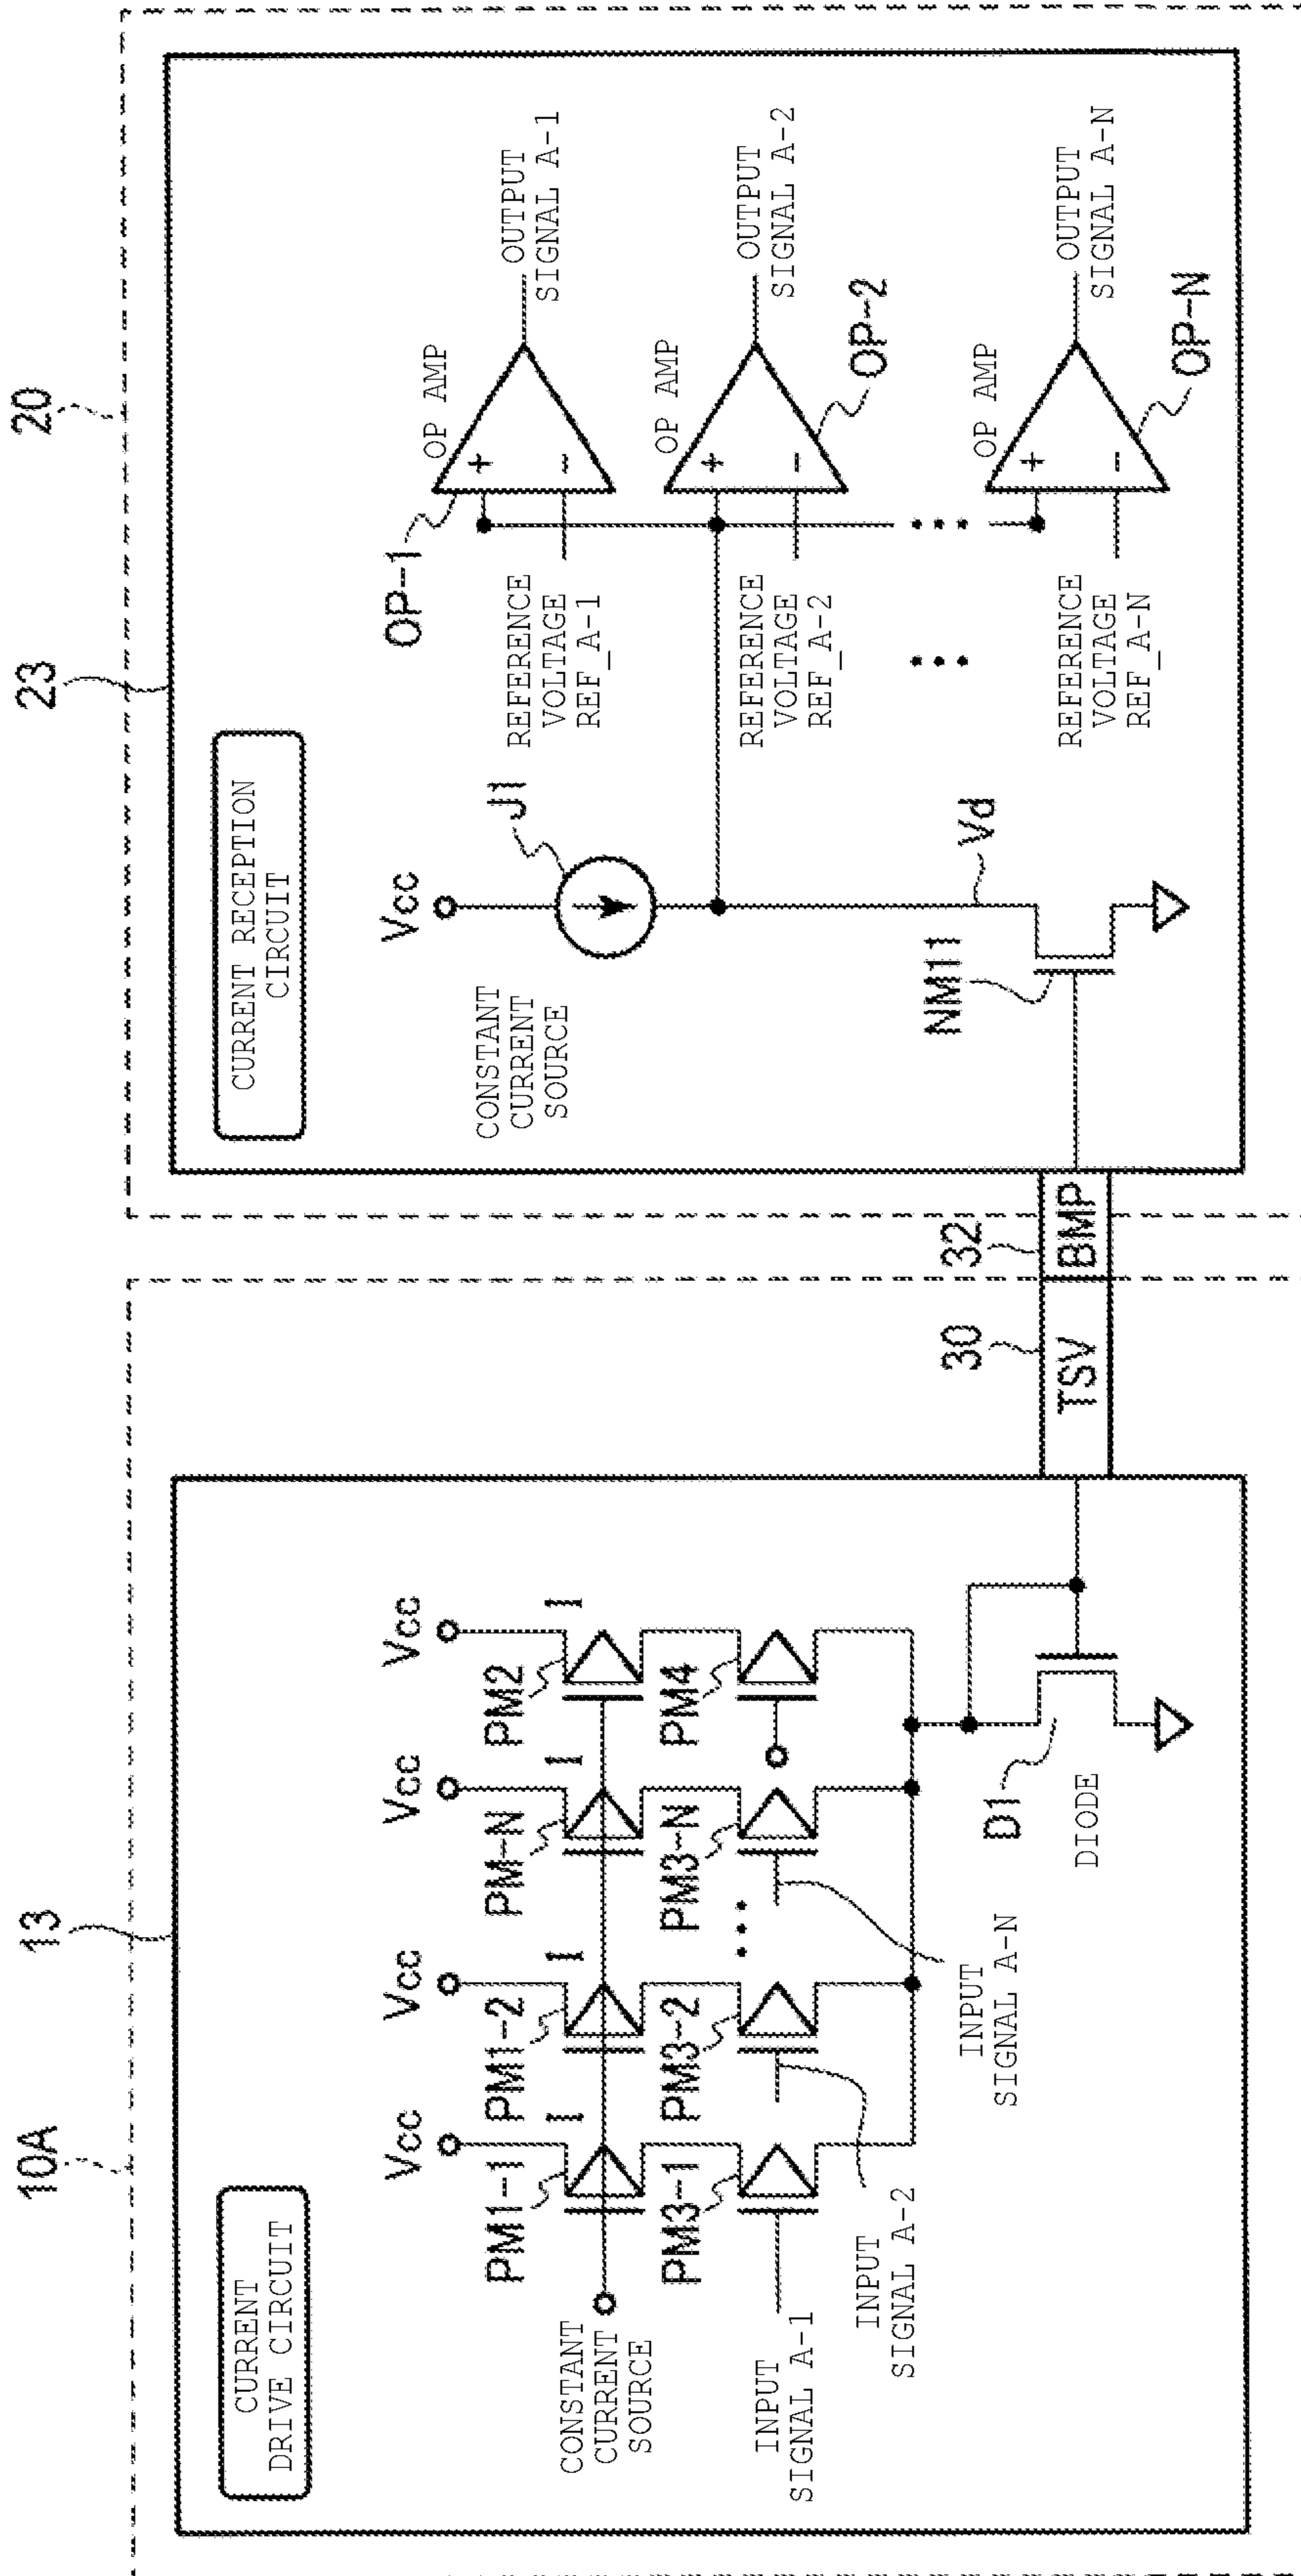 10A
13
23
20
CURRENT
DRIVE CIRCUIT
Vcc
Vcc
Vcc
Vcc
PM1-1
I
PM1-2
I
PM-N
I
PM2
I
CONSTANT
CURRENT
SOURCE
PM3-1
PM3-2
PM3-N
PM4
INPUT
SIGNAL A-1
INPUT
SIGNAL A-2
INPUT
SIGNAL A-N
D1
DIODE
30
TSV
32
BMP
CURRENT RECEPTION
CIRCUIT
Vcc
CONSTANT
CURRENT
SOURCE
J1
NM11
Vd
OP-1
OP AMP
+
-
REFERENCE
VOLTAGE
REF_A-1
OUTPUT
SIGNAL A-1
OP AMP
+
-
OP-2
REFERENCE
VOLTAGE
REF_A-2
OUTPUT
SIGNAL A-2
OP AMP
+
-
OP-N
REFERENCE
VOLTAGE
REF_A-N
OUTPUT
SIGNAL A-N